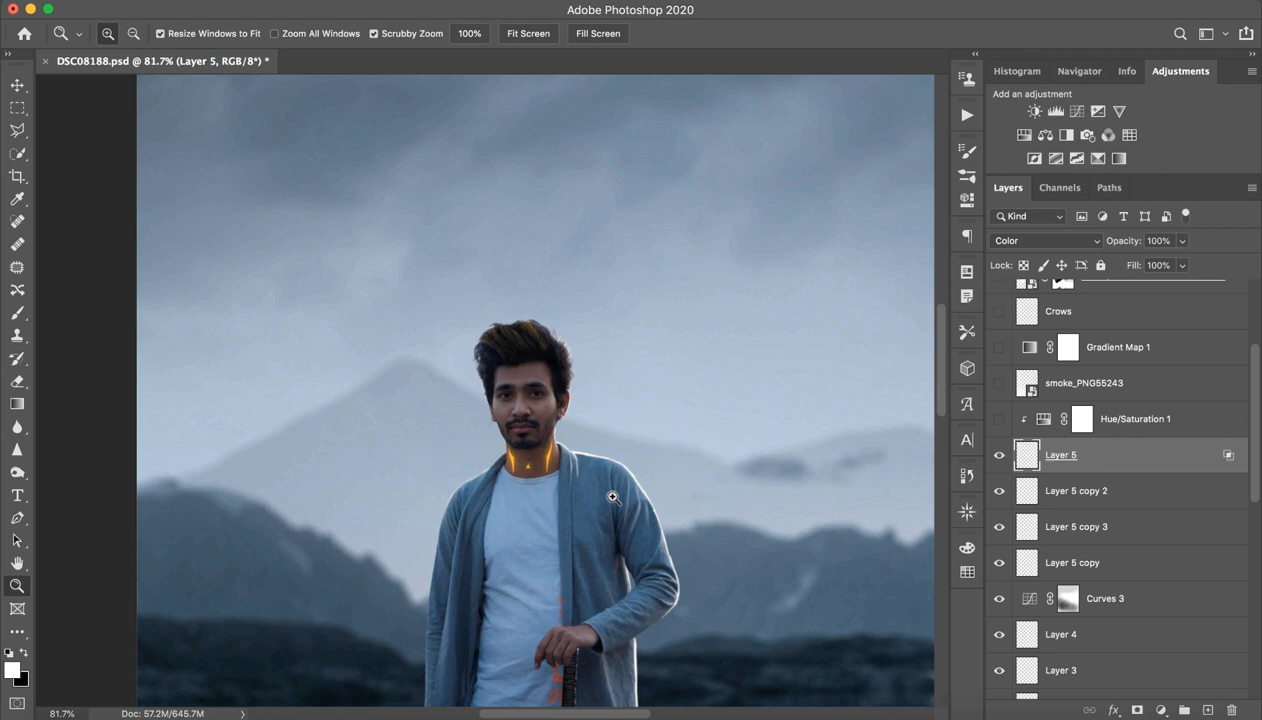 Adobe Photoshop 2020
Resize Windows to Fit Zoom All Windows Scrubby Zoom 100% Fit Screen Fill Screen
DSC08188.psd @ 81.7% (Layer 5, RGB/8*) *
Histogram Navigator Info Adjustments
Add an adjustment
Layers Channels Paths
Kind
Color Opacity: 100%
Lock: Fill: 100%
Crows
Gradient Map 1
smoke_PNG55243
Hue/Saturation 1
Layer 5
Layer 5 copy 2
Layer 5 copy 3
Layer 5 copy
Curves 3
Layer 4
Layer 3
81.7% Doc: 57.2M/645.7M